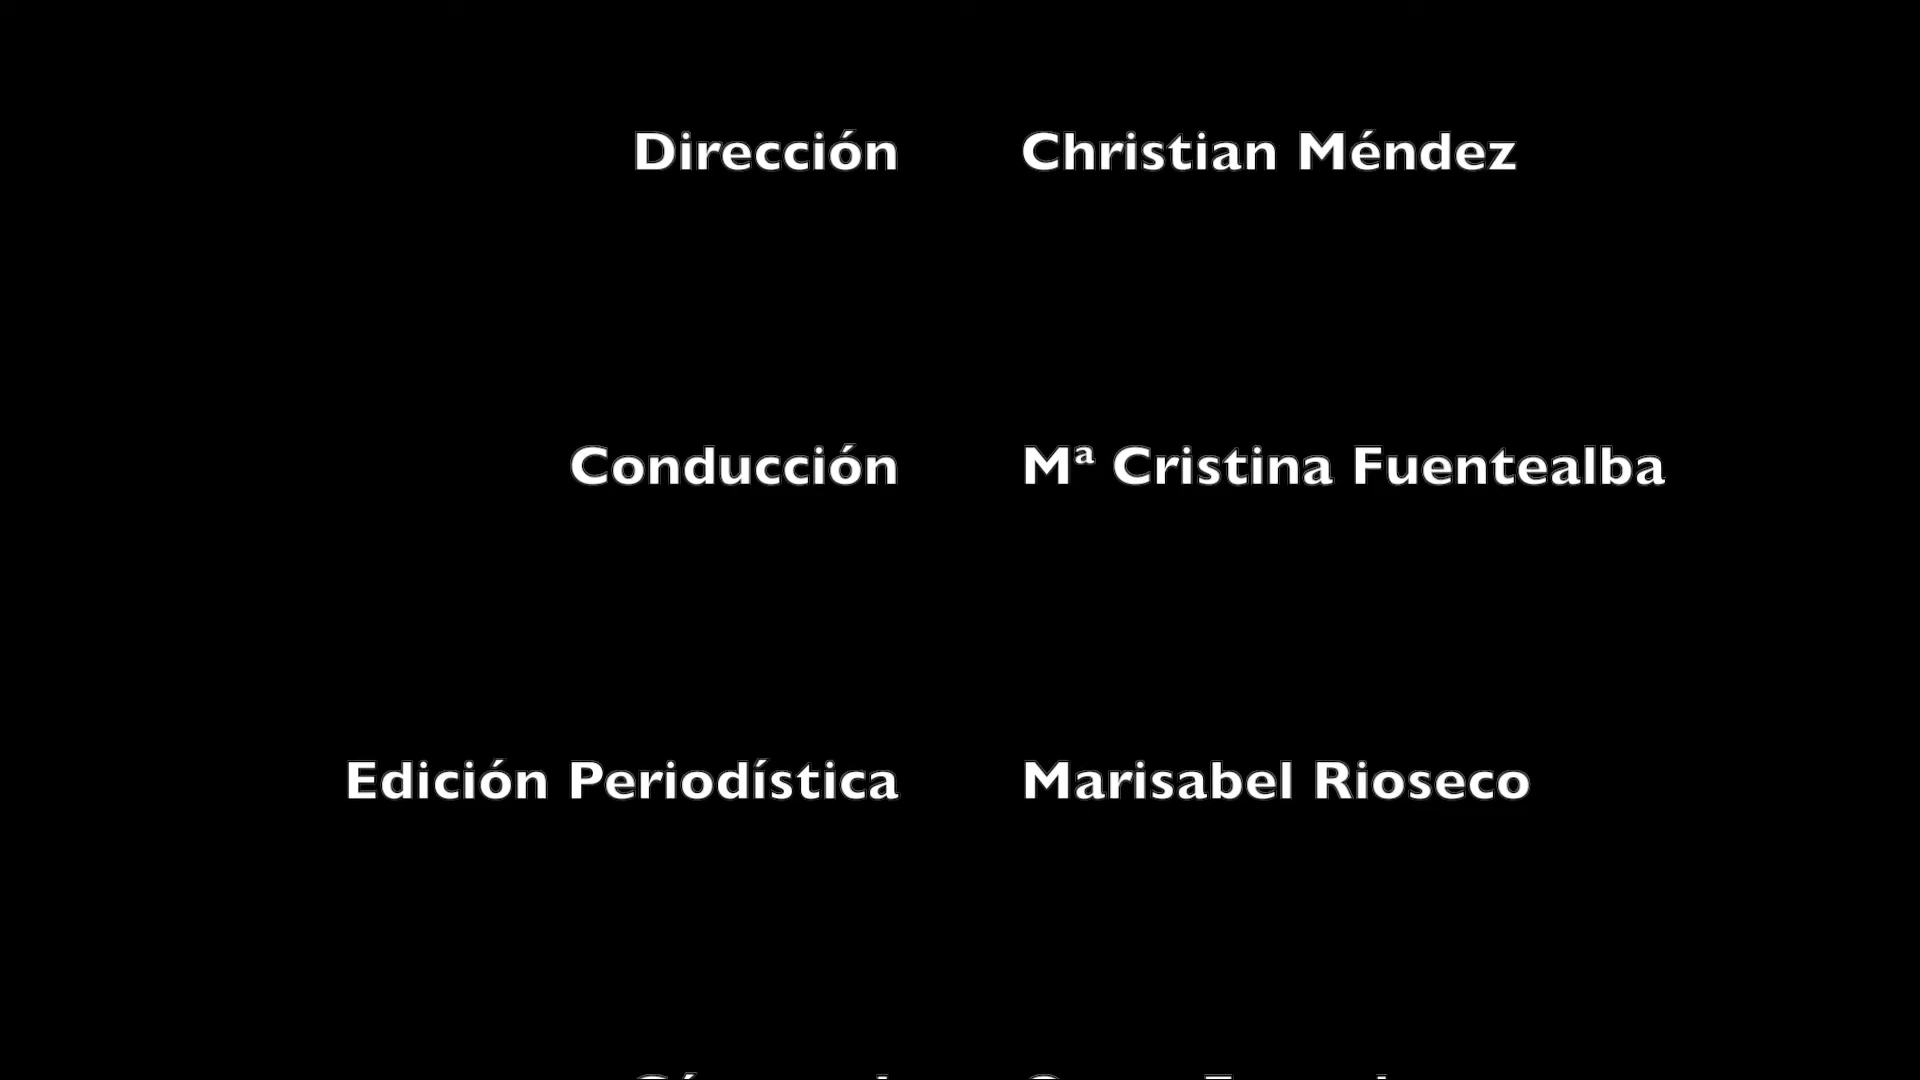 Dirección Christian Méndez
Conducción Mª Cristina Fuentealba
Edición Periodística Marisabel Rioseco